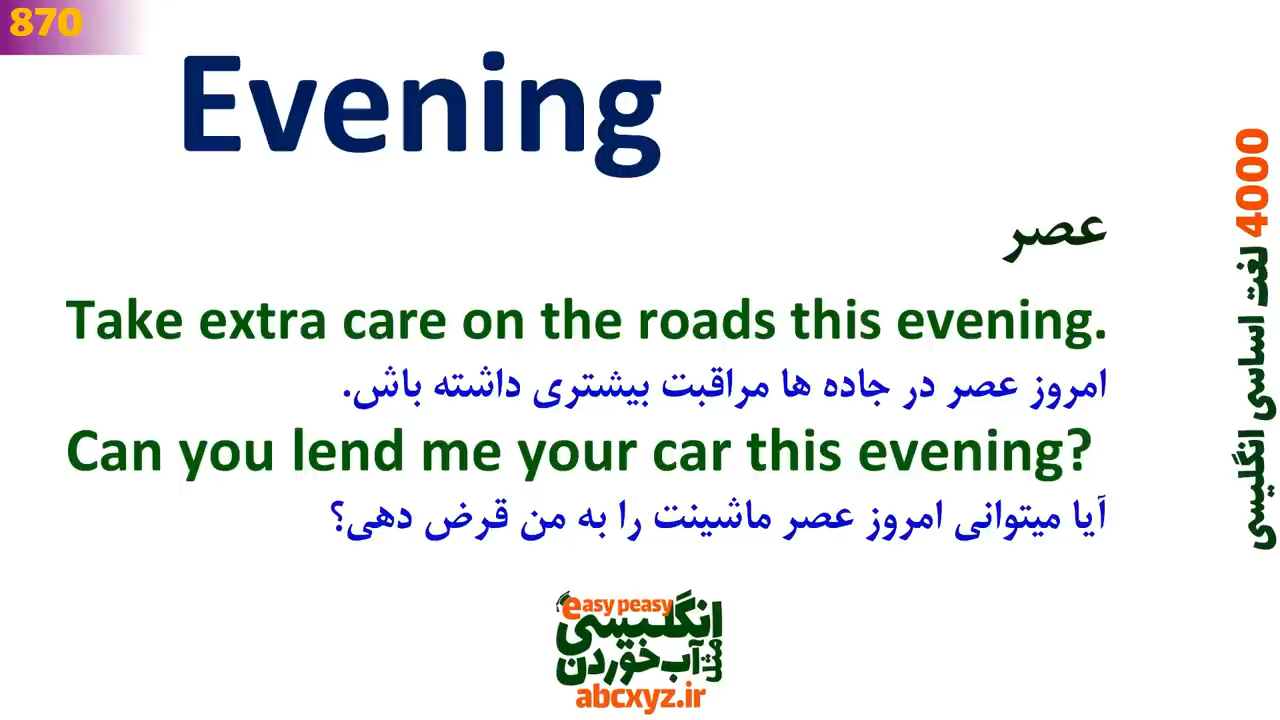 870
Evening
عصر
Take extra care on the roads this evening.
امروز عصر در جاده ها مراقبت بیشتری داشته باش.
Can you lend me your car this evening?
آیا میتوانی امروز عصر ماشینت را به من قرض دهی؟
4000 لغت اساسی انگلیسی
easy peasy
انگلیسی
مثل آب خوردن
abcxyz.ir